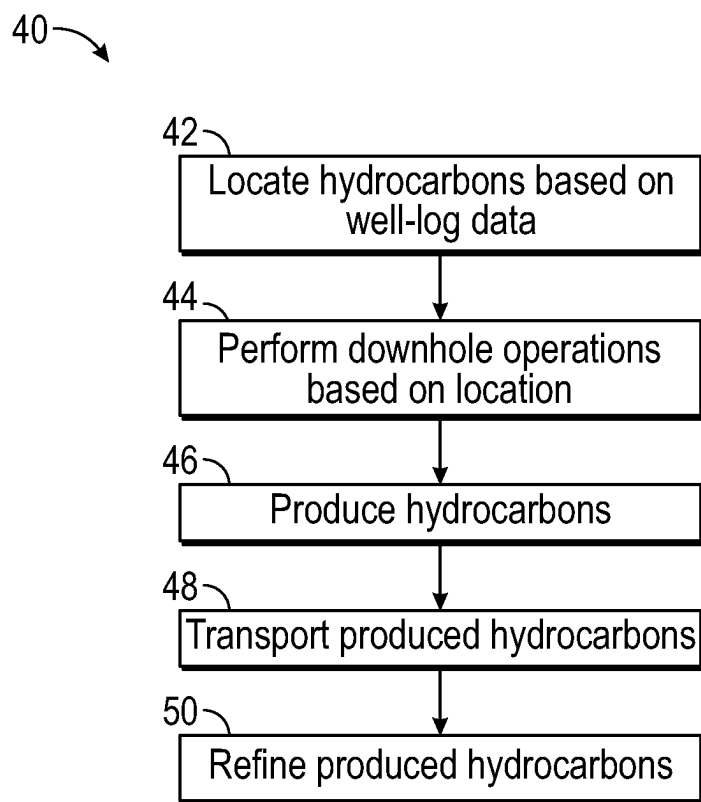 40
42
Locate hydrocarbons based on
well-log data
44
Perform downhole operations
based on location
46
Produce hydrocarbons
48
Transport produced hydrocarbons
50
Refine produced hydrocarbons